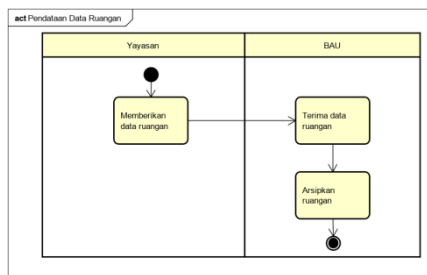 act Pendataan Data Ruangan
Yayasan
BAU
Memberikan
data ruangan
Terima data
ruangan
Arsipkan
ruangan